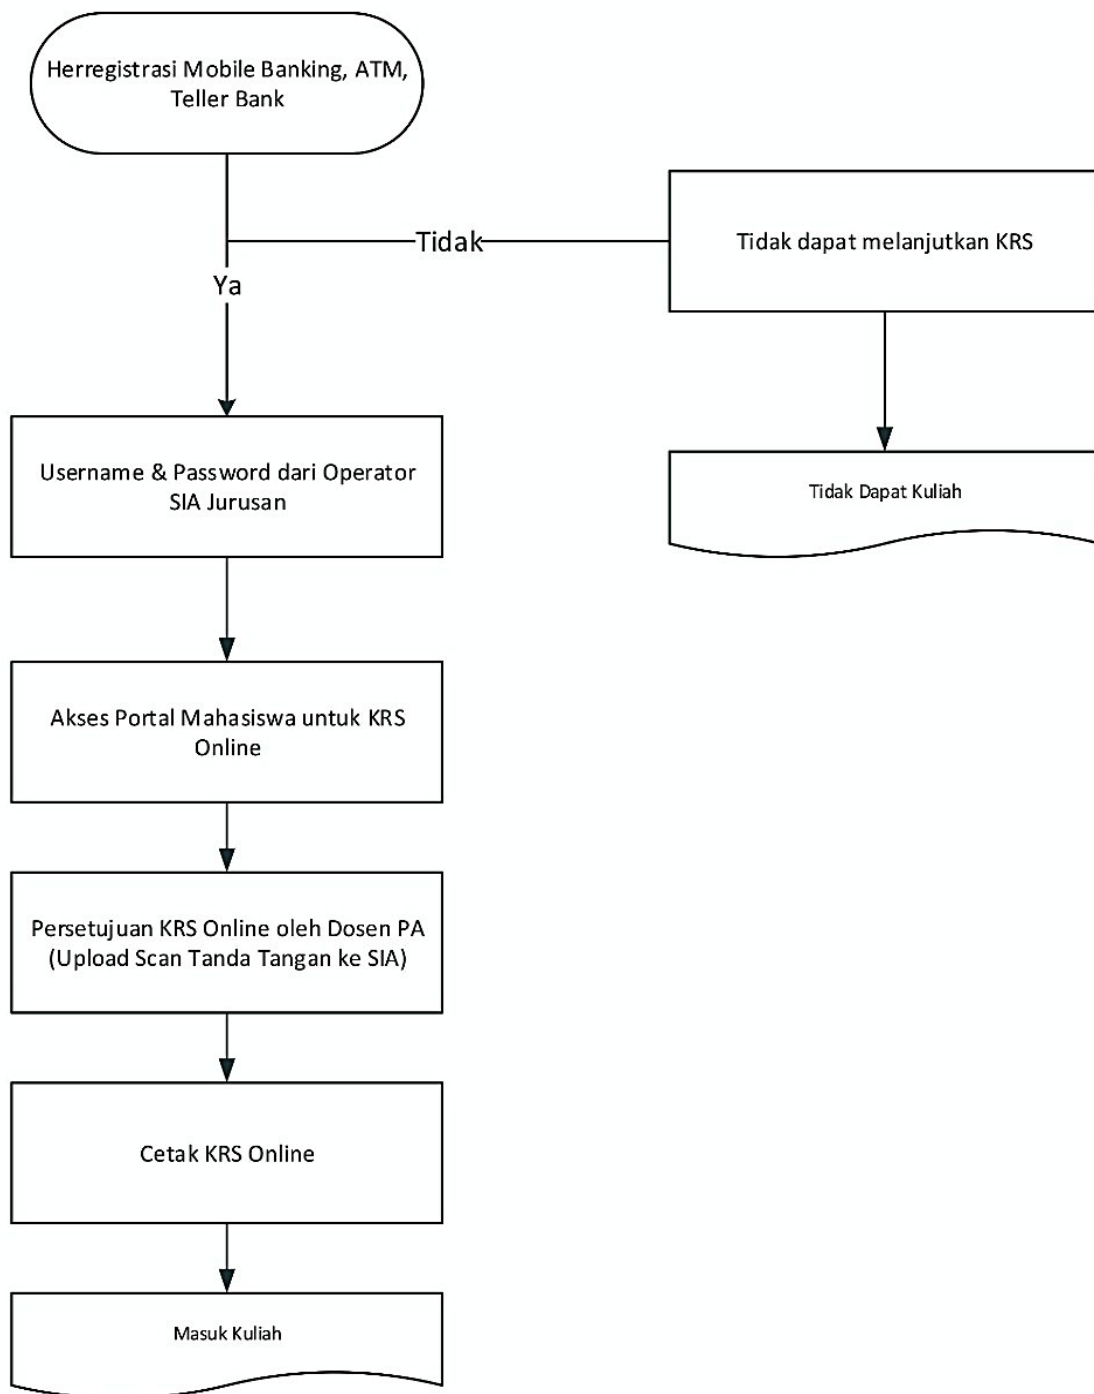 Herregistrasi Mobile Banking, ATM,
Teller Bank
Tidak
Tidak dapat melanjutkan KRS
Ya
Username & Password dari Operator
SIA Jurusan
Tidak Dapat Kuliah
Akses Portal Mahasiswa untuk KRS
Online
Persetujuan KRS Online oleh Dosen PA
(Upload Scan Tanda Tangan ke SIA)
Cetak KRS Online
Masuk Kuliah